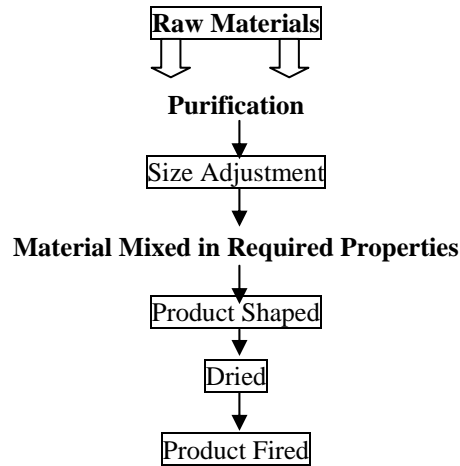 Raw Materials
Purification
Size Adjustment
Material Mixed in Required Properties
Product Shaped
Dried
Product Fired